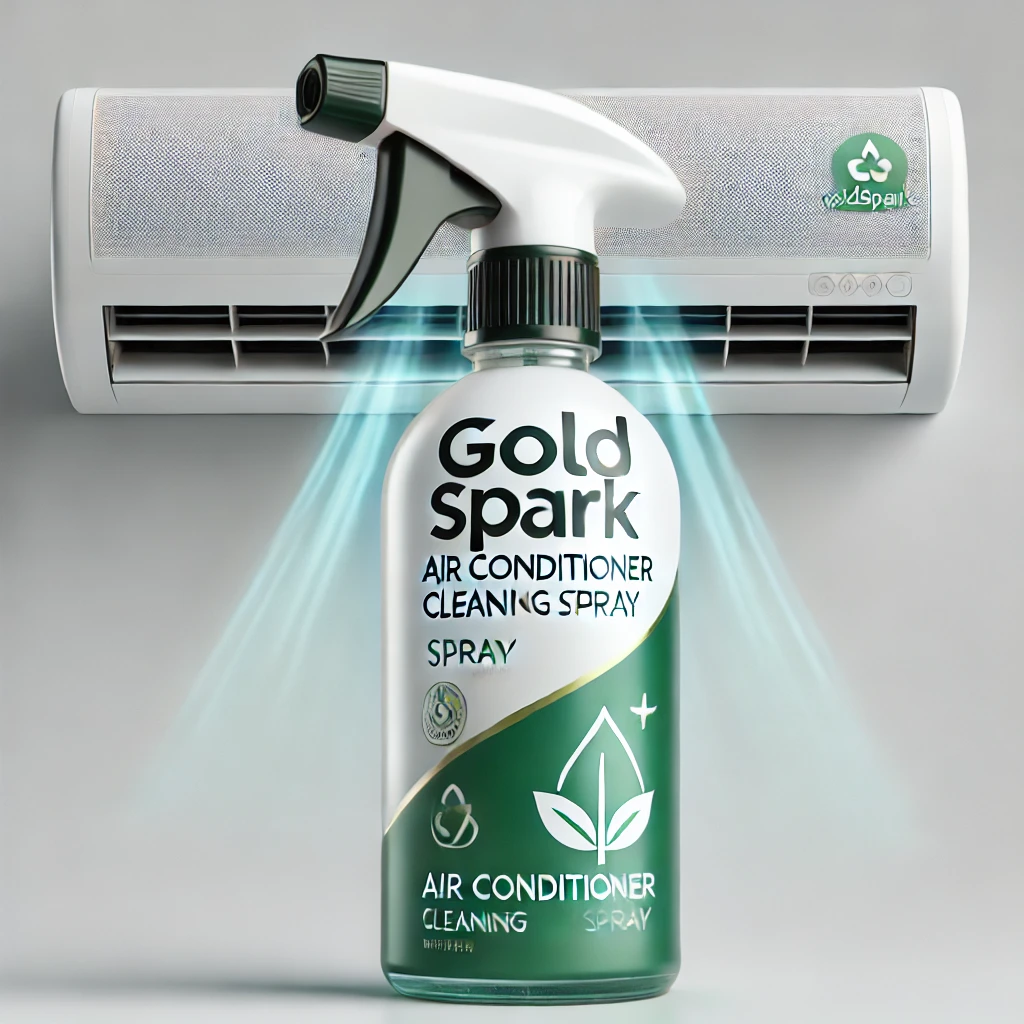 Gold
Spark
AIR CONDITIONER
CLEANING SPRAY
SPRAY
AIR CONDITIONER
CLEANING SPRAY